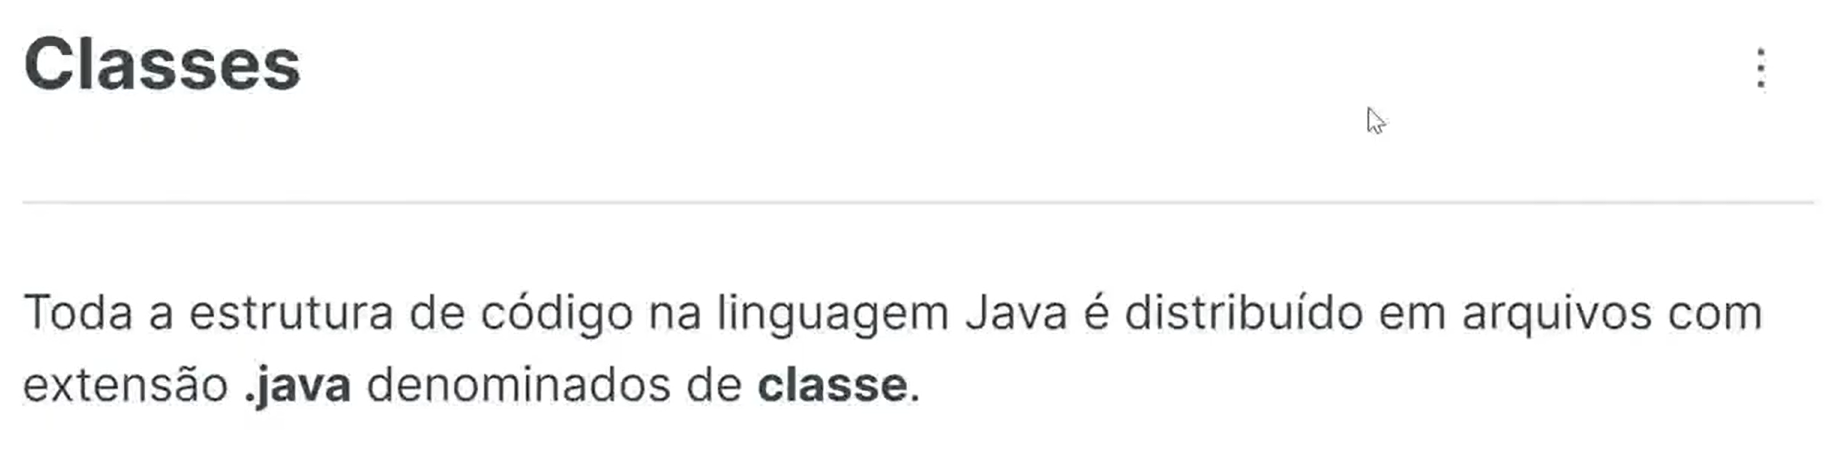 Classes
Toda a estrutura de código na linguagem Java é distribuído em arquivos com
extensão .java denominados de classe.